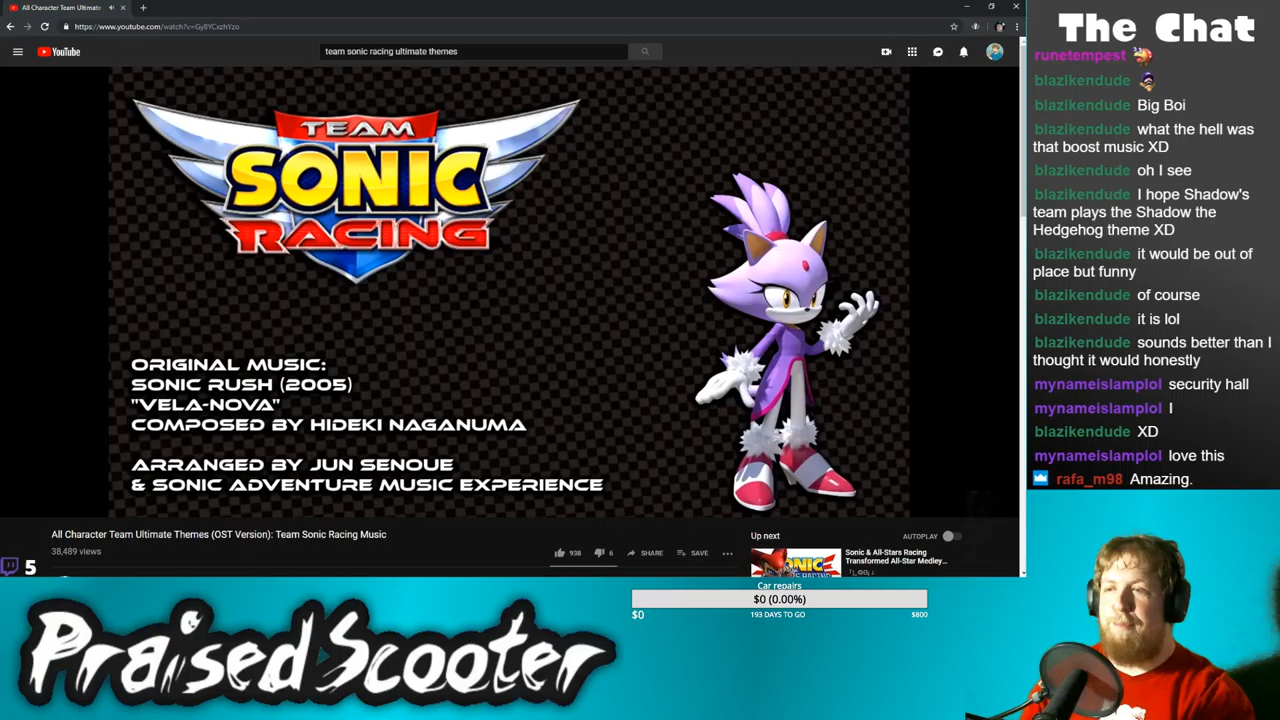 All Character Team Ultimate
https://www.youtube.com/watch?v=Gy8YCxzhYzo
YouTube
team sonic racing ultimate themes
TEAM
SONIC
RACING
ORIGINAL MUSIC:
SONIC RUSH (2005)
"VELA-NOVA"
COMPOSED BY HIDEKI NAGANUMA
ARRANGED BY JUN SENOUE
& SONIC ADVENTURE MUSIC EXPERIENCE
All Character Team Ultimate Themes (OST Version): Team Sonic Racing Music
38,489 views
938
6
SHARE
SAVE
Up next
AUTOPLAY
Sonic & All-Stars Racing
Transformed All-Star Medley...
5
Car repairs
$0 (0.00%)
$0
193 DAYS TO GO
$800
PraisedScooter
The Chat
runetempest
blazikendude
blazikendude Big Boi
blazikendude what the hell was
that boost music XD
blazikendude oh I see
blazikendude I hope Shadow's
team plays the Shadow the
Hedgehog theme XD
blazikendude it would be out of
place but funny
blazikendude of course
blazikendude it is lol
blazikendude sounds better than I
thought it would honestly
mynameislamplol security hall
mynameislamplol I
blazikendude XD
mynameislamplol love this
rafa_m98 Amazing.